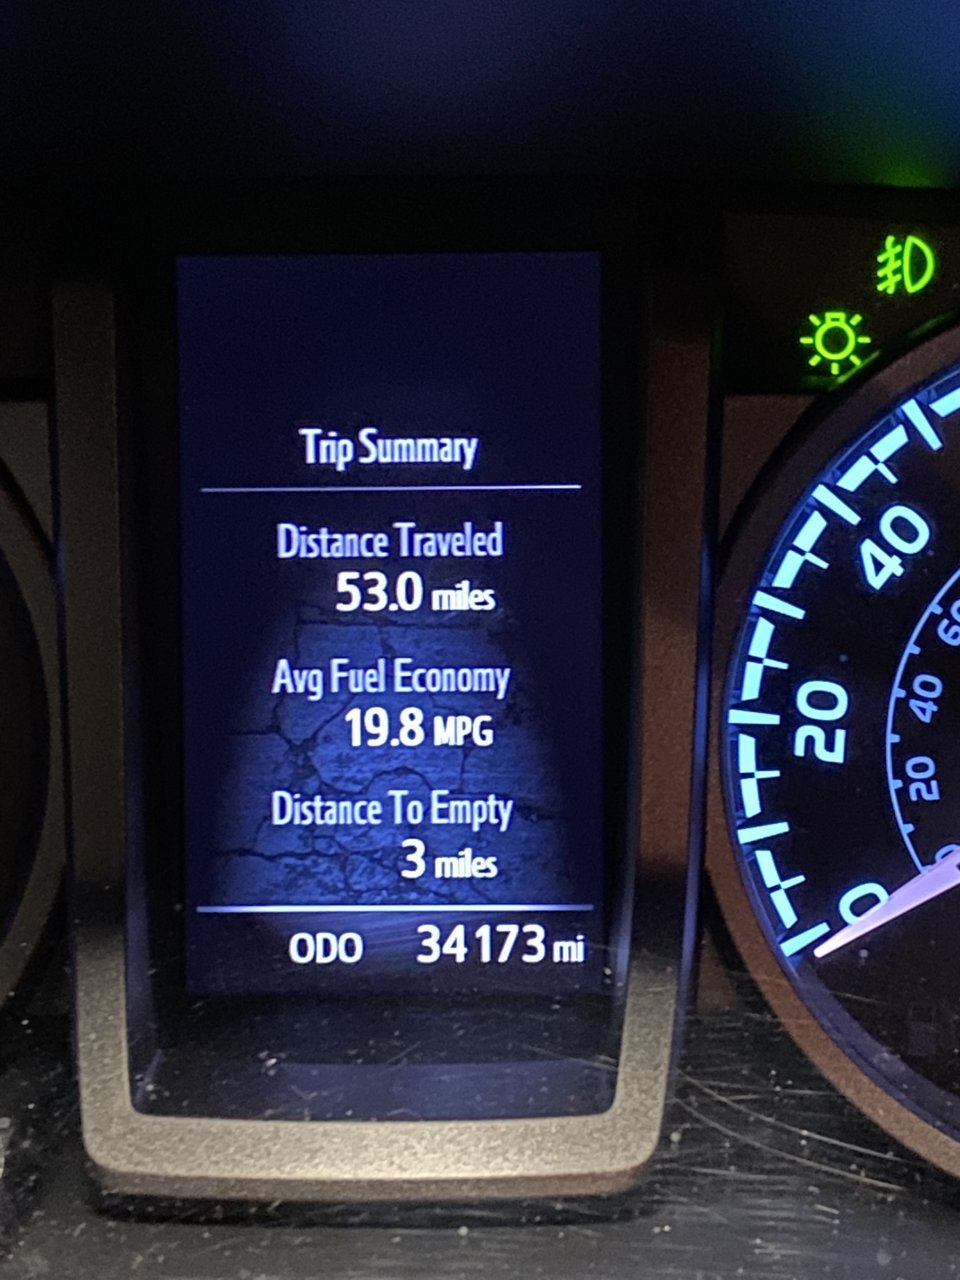 Trip Summary
Distance Traveled
53.0 miles
Avg Fuel Economy
19.8 MPG
Distance To Empty
3 miles
ODO 34173 mi
40
20
0
60
40
20
0